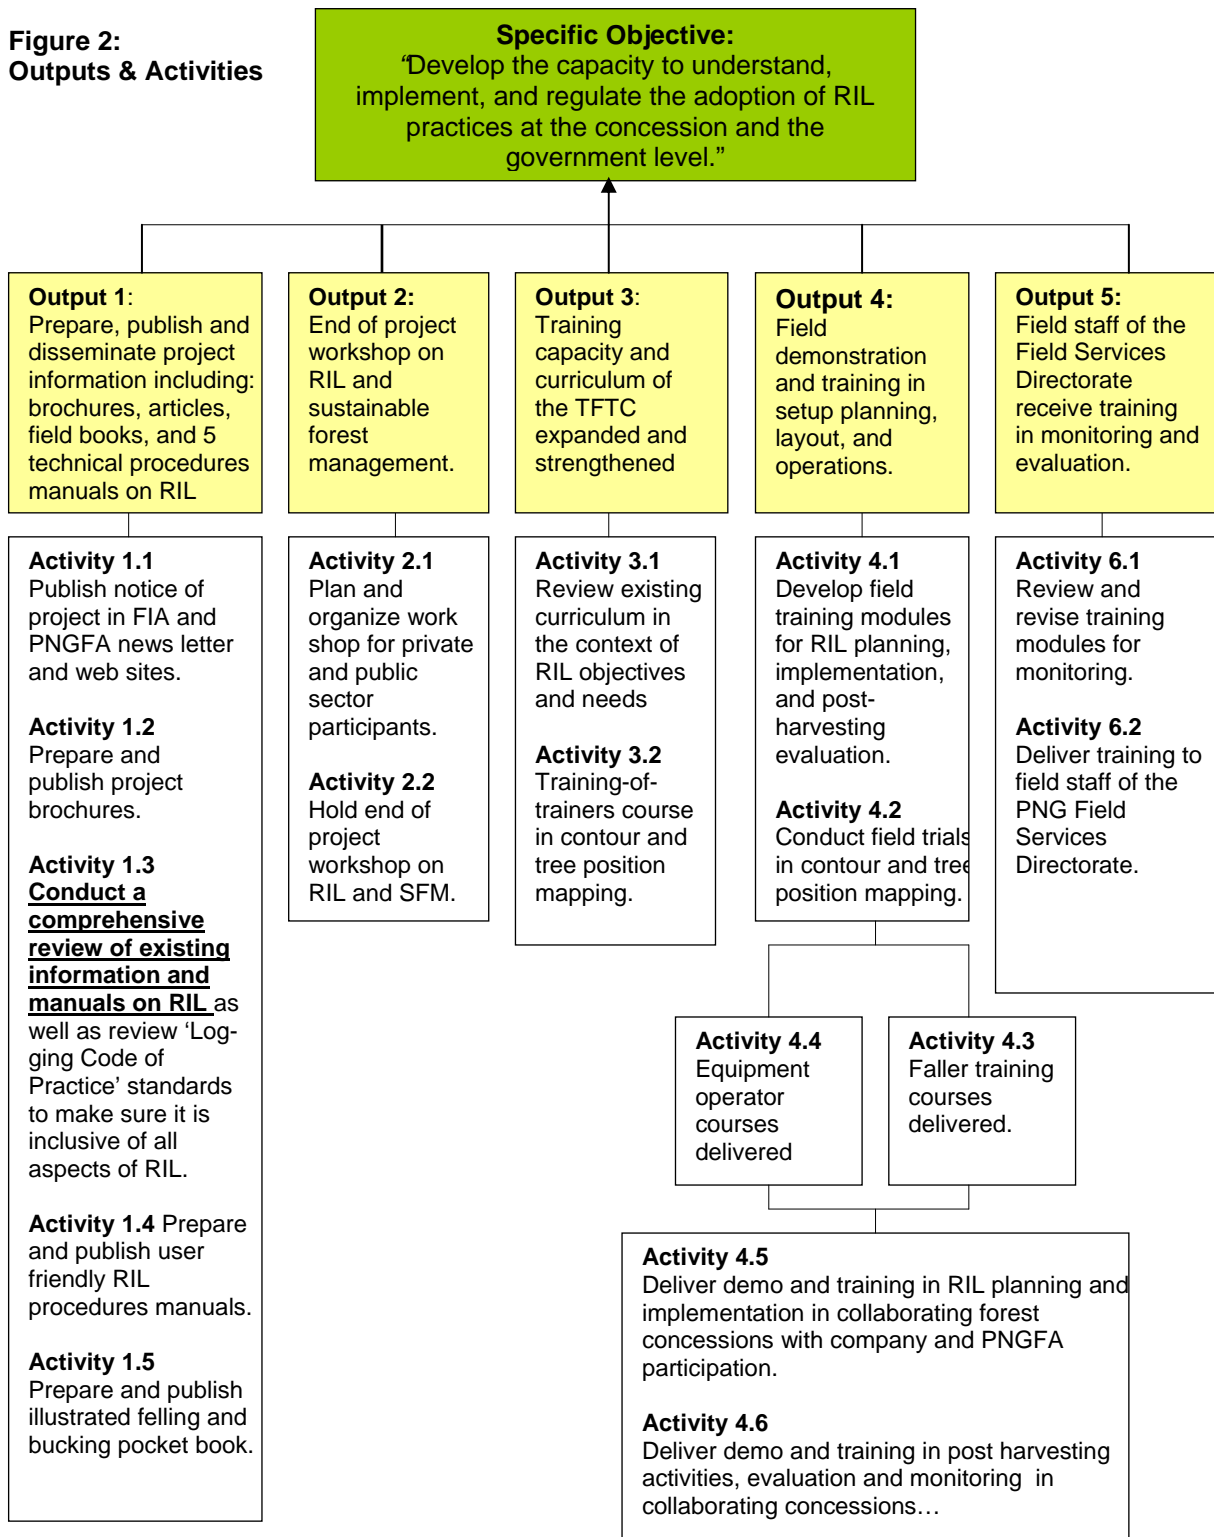 Figure 2:
Outputs & Activities
Specific Objective:
“Develop the capacity to understand,
implement, and regulate the adoption of RIL
practices at the concession and the
government level.”
Output 1:
Prepare, publish and
disseminate project
information including:
brochures, articles,
field books, and 5
technical procedures
manuals on RIL
Output 2:
End of project
workshop on
RIL and
sustainable
forest
management.
Output 3:
Training
capacity and
curriculum of
the TFTC
expanded and
strengthened
Output 4:
Field
demonstration
and training in
setup planning,
layout, and
operations.
Output 5:
Field staff of the
Field Services
Directorate
receive training
in monitoring and
evaluation.
Activity 1.1
Publish notice of
project in FIA and
PNGFA news letter
and web sites.
Activity 1.2
Prepare and
publish project
brochures.
Activity 1.3
Conduct a
comprehensive
review of existing
information and
manuals on RIL as
well as review ‘Log-
ging Code of
Practice’ standards
to make sure it is
inclusive of all
aspects of RIL.
Activity 1.4 Prepare
and publish user
friendly RIL
procedures manuals.
Activity 1.5
Prepare and publish
illustrated felling and
bucking pocket book.
Activity 2.1
Plan and
organize work
shop for private
and public
sector
participants.
Activity 2.2
Hold end of
project
workshop on
RIL and SFM.
Activity 3.1
Review existing
curriculum in
the context of
RIL objectives
and needs
Activity 3.2
Training-of-
trainers course
in contour and
tree position
mapping.
Activity 4.1
Develop field
training modules
for RIL planning,
implementation,
and post-
harvesting
evaluation.
Activity 4.2
Conduct field trials
in contour and tree
position mapping.
Activity 6.1
Review and
revise training
modules for
monitoring.
Activity 6.2
Deliver training to
field staff of the
PNG Field
Services
Directorate.
Activity 4.4
Equipment
operator
courses
delivered
Activity 4.3
Faller training
courses
delivered.
Activity 4.5
Deliver demo and training in RIL planning and
implementation in collaborating forest
concessions with company and PNGFA
participation.
Activity 4.6
Deliver demo and training in post harvesting
activities, evaluation and monitoring in
collaborating concessions…